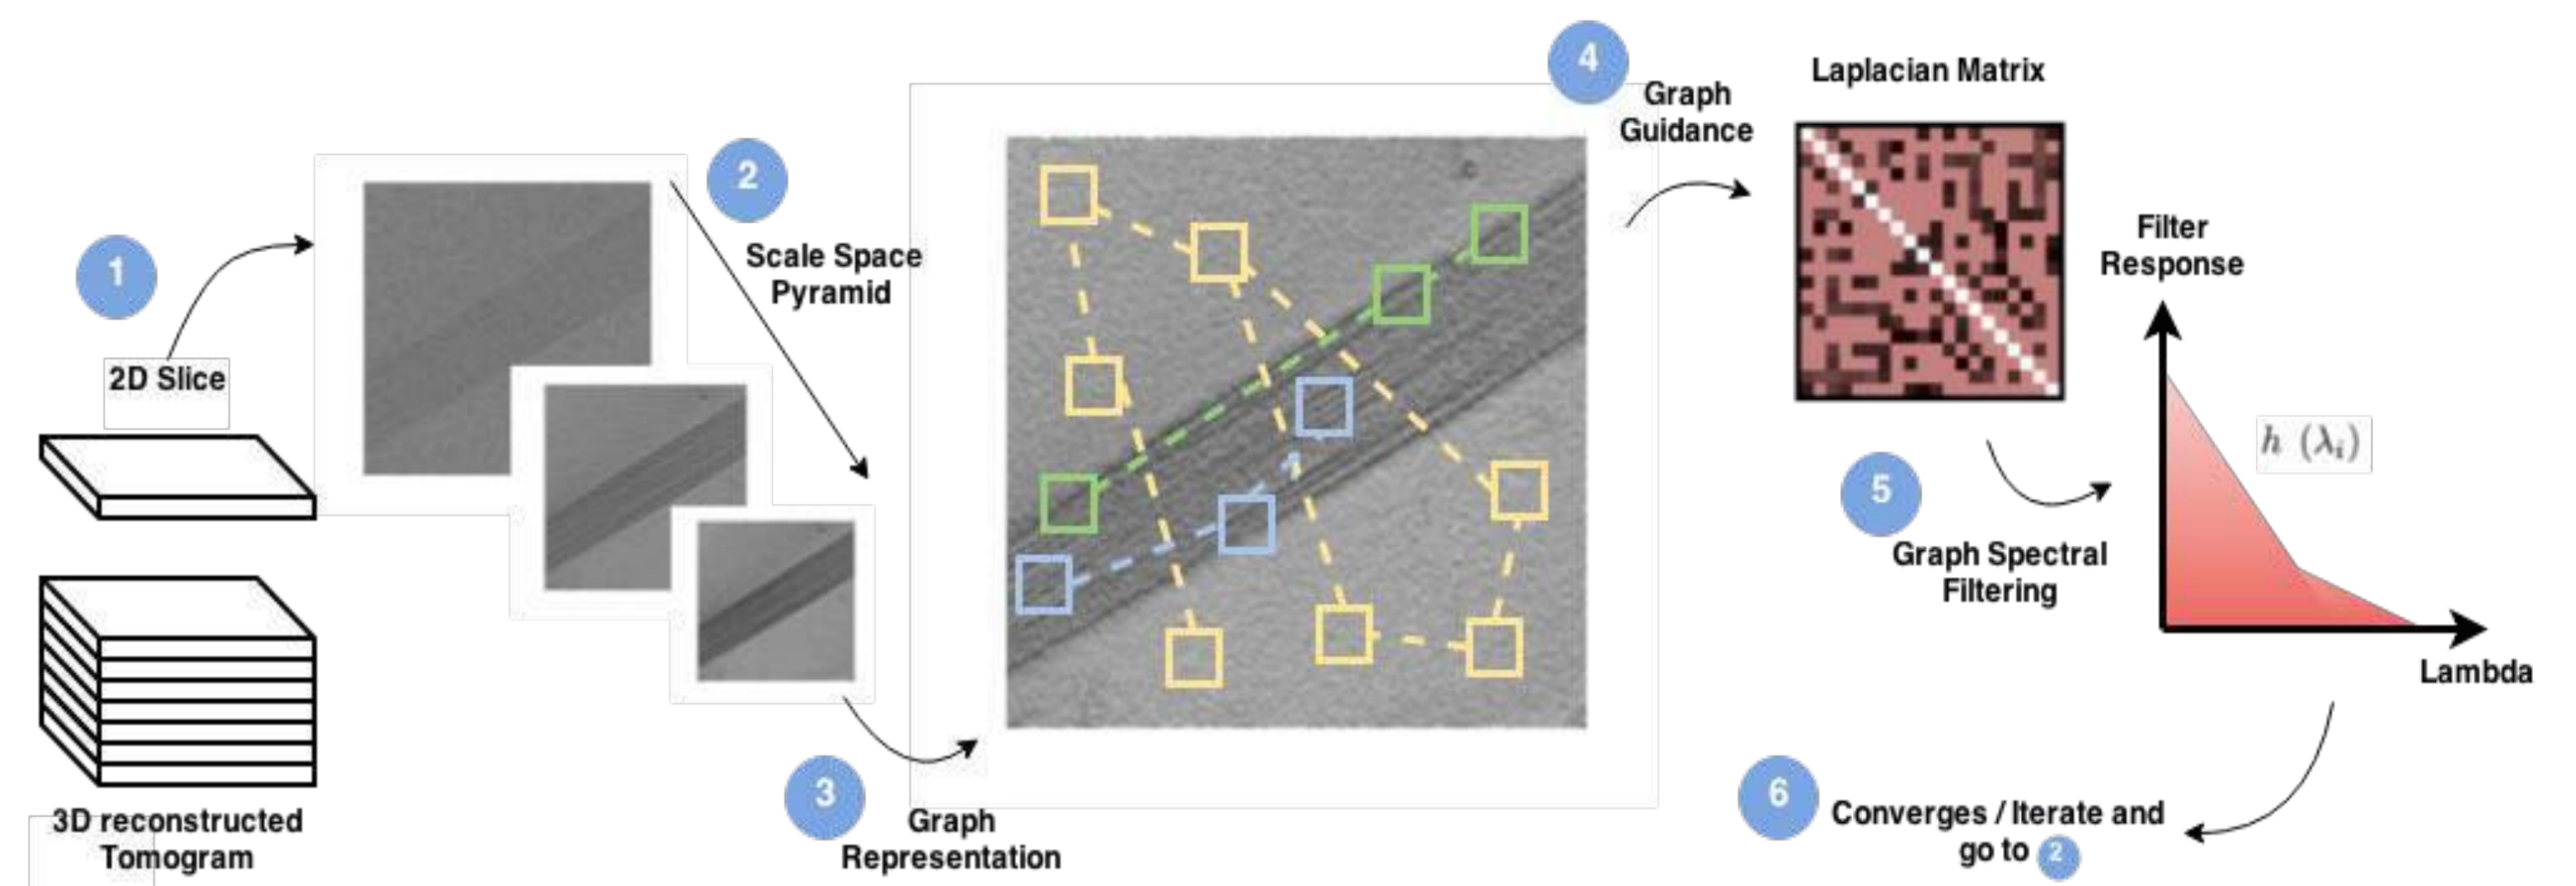 1
2D Slice
3D reconstructed
Tomogram
2
Scale Space
Pyramid
3
Graph
Representation
4
Graph
Guidance
Laplacian Matrix
5
Graph Spectral
Filtering
Filter
Response
h (λᵢ)
Lambda
6
Converges / Iterate and
go to 2